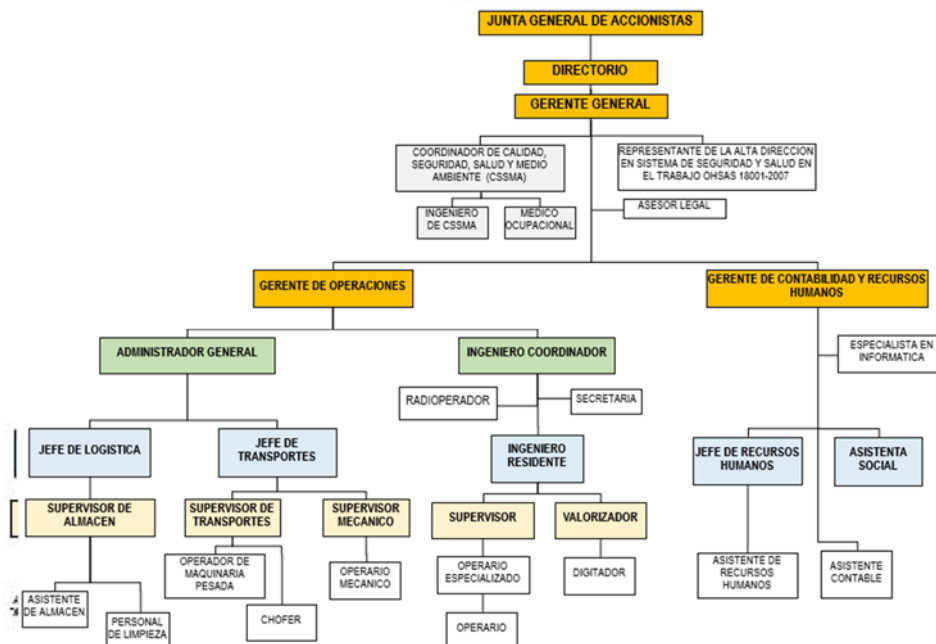 JUNTA GENERAL DE ACCIONISTAS
DIRECTORIO
GERENTE GENERAL
COORDINADOR DE CALIDAD,
SEGURIDAD, SALUD Y MEDIO
AMBIENTE (CSSMA)
REPRESENTANTE DE LA ALTA DIRECCION
EN SISTEMA DE SEGURIDAD Y SALUD EN
EL TRABAJO OHSAS 18001-2007
INGENIERO
DE CSSMA
MEDICO
OCUPACIONAL
ASESOR LEGAL
GERENTE DE OPERACIONES
GERENTE DE CONTABILIDAD Y RECURSOS
HUMANOS
ADMINISTRADOR GENERAL
INGENIERO COORDINADOR
ESPECIALISTA EN
INFORMATICA
RADIOPERADOR
SECRETARIA
JEFE DE LOGISTICA
JEFE DE
TRANSPORTES
INGENIERO
RESIDENTE
JEFE DE RECURSOS
HUMANOS
ASISTENTA
SOCIAL
SUPERVISOR DE
ALMACEN
SUPERVISOR DE
TRANSPORTES
SUPERVISOR
MECANICO
SUPERVISOR
VALORIZADOR
OPERADOR DE
MAQUINARIA
PESADA
OPERARIO
MECANICO
OPERARIO
ESPECIALIZADO
DIGITADOR
ASISTENTE DE
RECURSOS
HUMANOS
ASISTENTE
CONTABLE
ASISTENTE
DE ALMACEN
PERSONAL
DE LIMPIEZA
CHOFER
OPERARIO